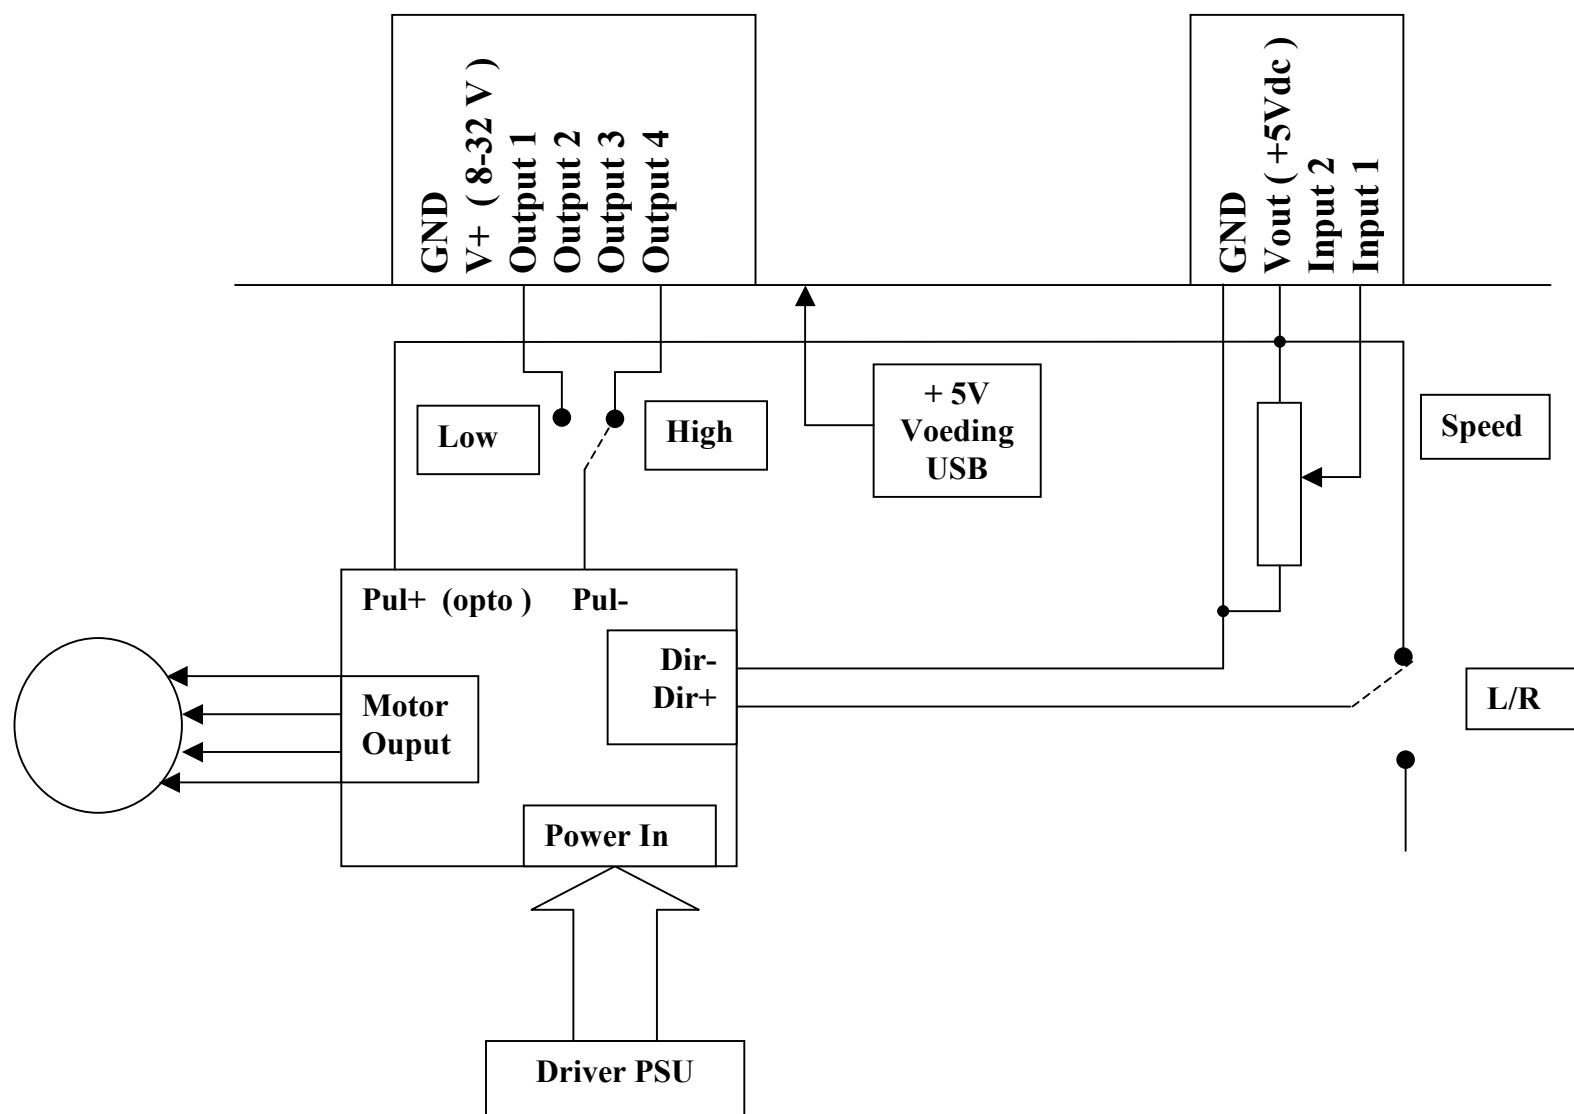 GND
V+ ( 8-32 V )
Output 1
Output 2
Output 3
Output 4
GND
Vout ( +5Vdc )
Input 2
Input 1
Low
High
+ 5V
Voeding
USB
Speed
Pul+ (opto ) Pul-
Dir-
Dir+
Motor
Ouput
L/R
Power In
Driver PSU